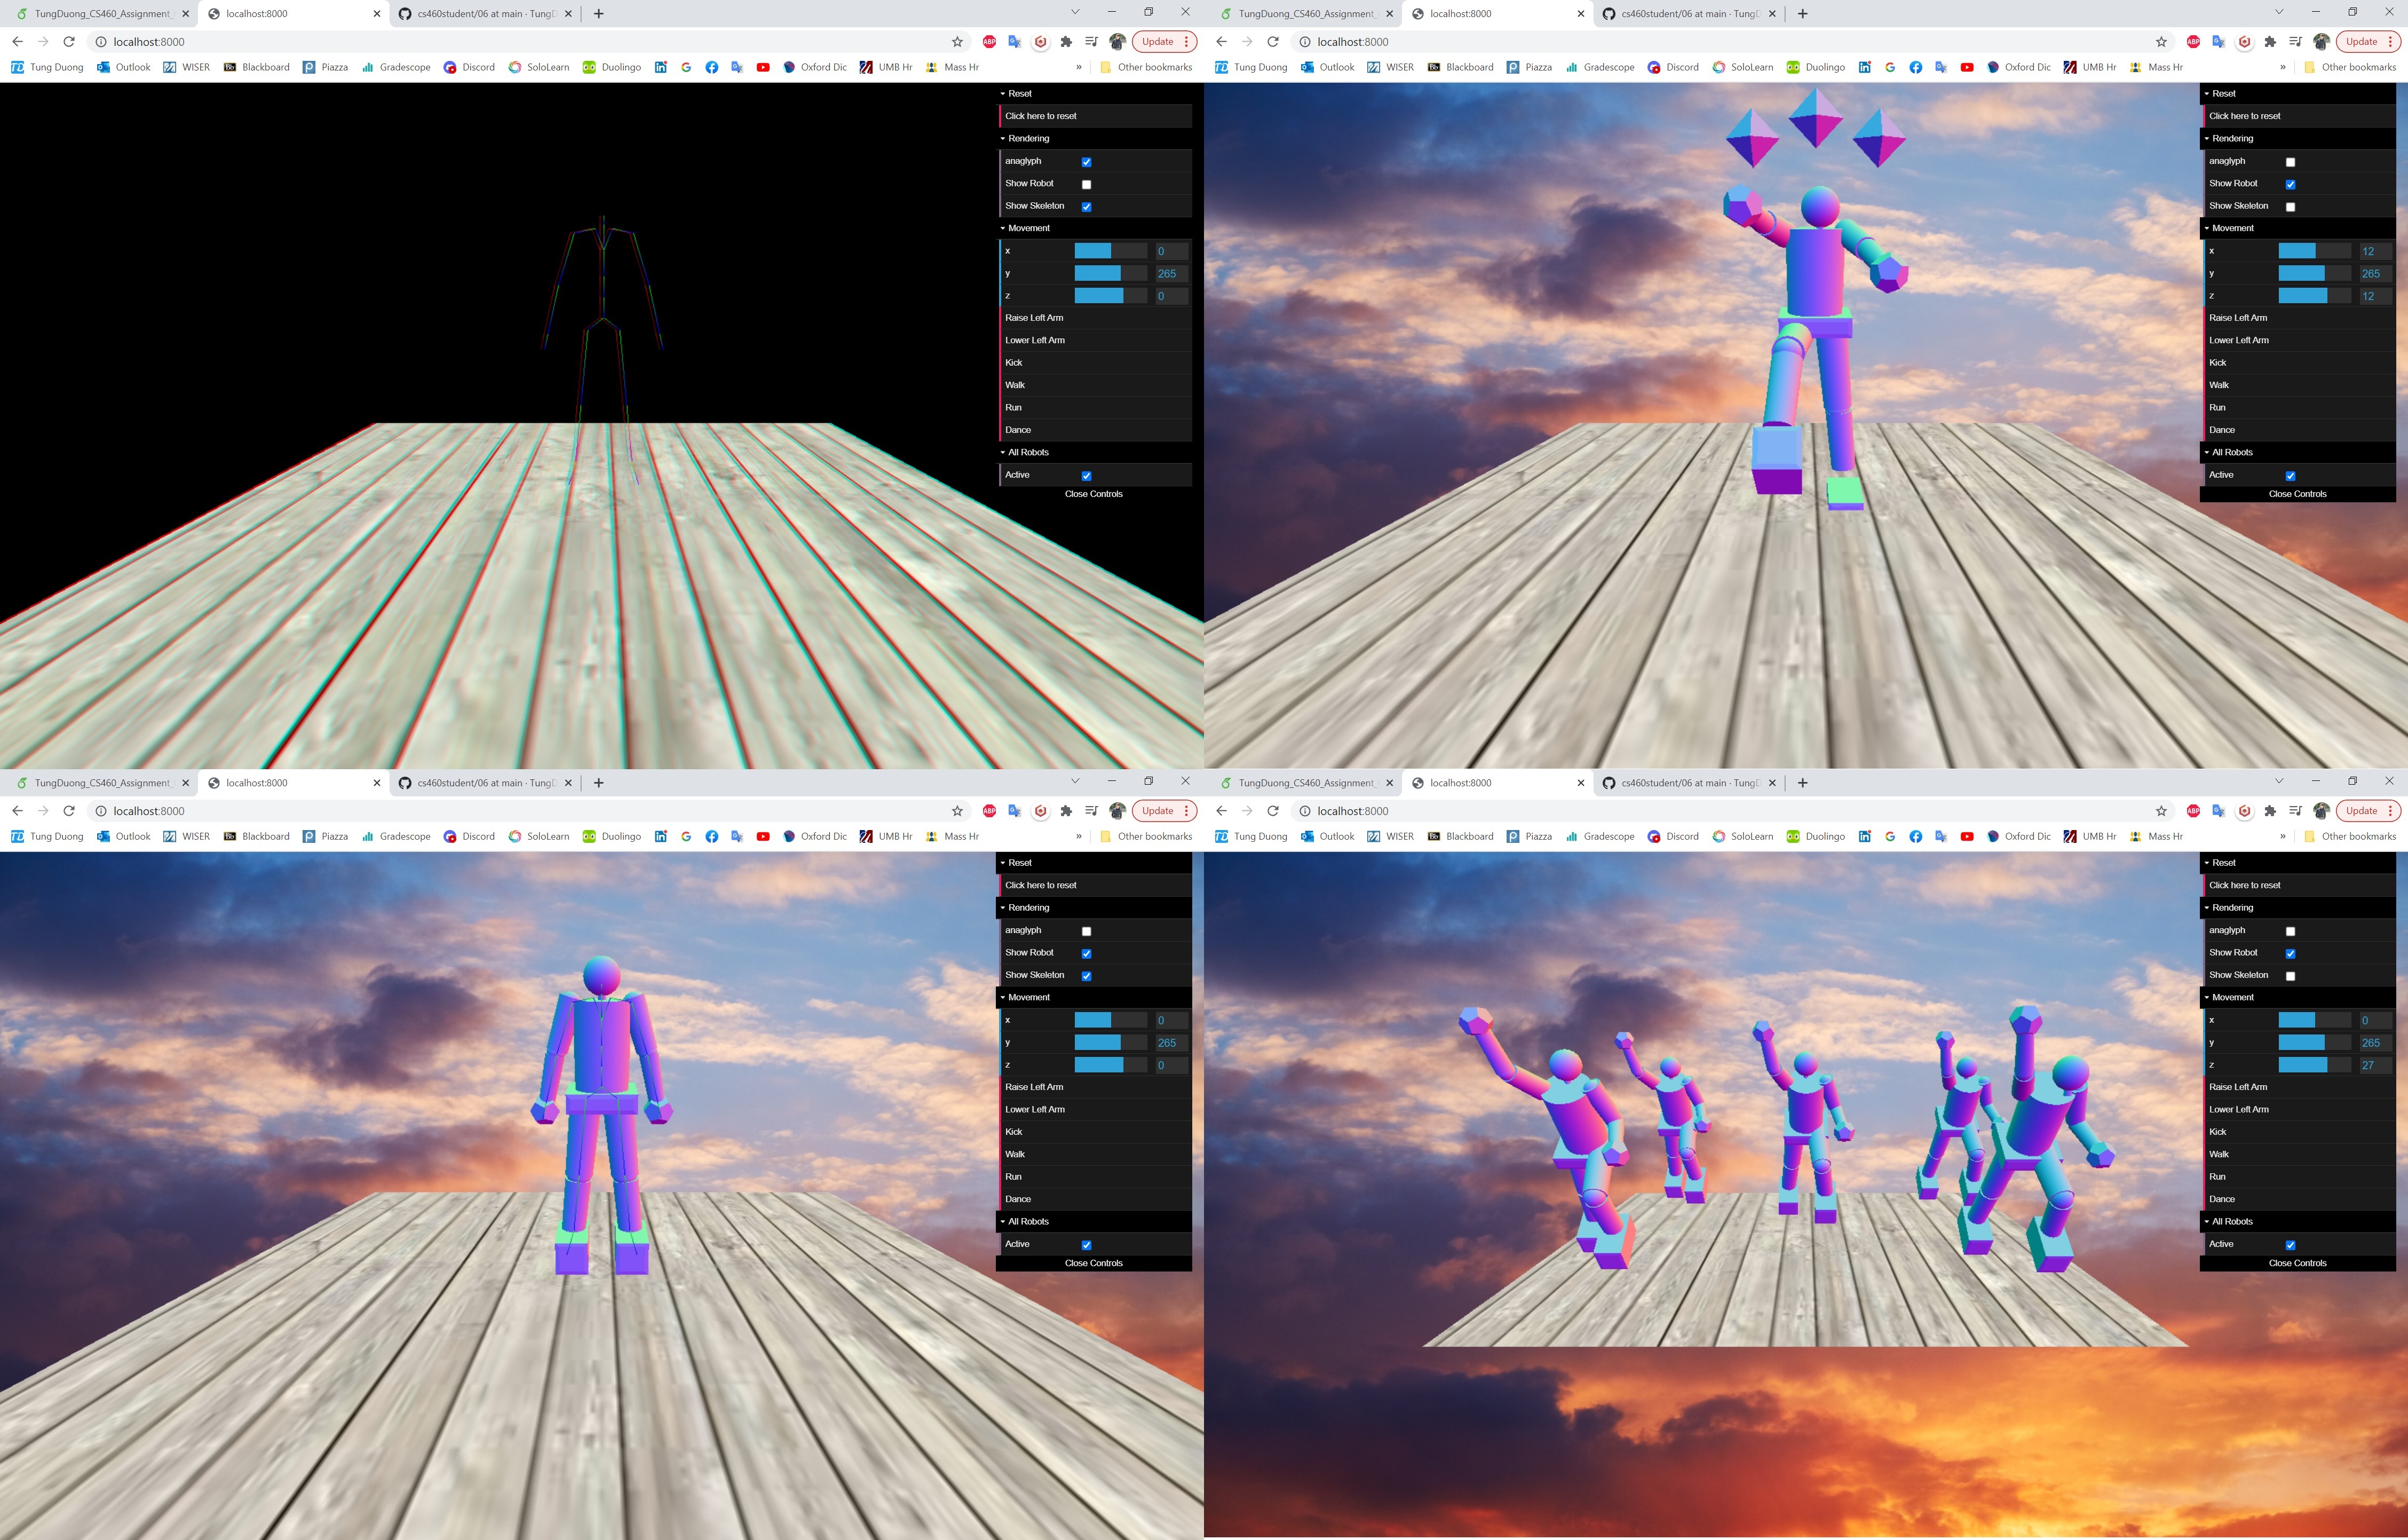 TungDuong_CS460_Assignment_
localhost:8000
cs460student/06 at main · TungD
localhost:8000
ABP
Update
Tung Duong
Outlook
WISER
Blackboard
Piazza
Gradescope
Discord
SoloLearn
Duolingo
Oxford Dic
UMB Hr
Mass Hr
»
Other bookmarks
Reset
Click here to reset
Rendering
anaglyph
Show Robot
Show Skeleton
Movement
x 0
y 265
z 0
Raise Left Arm
Lower Left Arm
Kick
Walk
Run
Dance
All Robots
Active
Close Controls
TungDuong_CS460_Assignment_
localhost:8000
cs460student/06 at main · TungD
localhost:8000
ABP
Update
Tung Duong
Outlook
WISER
Blackboard
Piazza
Gradescope
Discord
SoloLearn
Duolingo
Oxford Dic
UMB Hr
Mass Hr
»
Other bookmarks
Reset
Click here to reset
Rendering
anaglyph
Show Robot
Show Skeleton
Movement
x 12
y 265
z 12
Raise Left Arm
Lower Left Arm
Kick
Walk
Run
Dance
All Robots
Active
Close Controls
TungDuong_CS460_Assignment_
localhost:8000
cs460student/06 at main · TungD
localhost:8000
ABP
Update
Tung Duong
Outlook
WISER
Blackboard
Piazza
Gradescope
Discord
SoloLearn
Duolingo
Oxford Dic
UMB Hr
Mass Hr
»
Other bookmarks
Reset
Click here to reset
Rendering
anaglyph
Show Robot
Show Skeleton
Movement
x 0
y 265
z 0
Raise Left Arm
Lower Left Arm
Kick
Walk
Run
Dance
All Robots
Active
Close Controls
TungDuong_CS460_Assignment_
localhost:8000
cs460student/06 at main · TungD
localhost:8000
ABP
Update
Tung Duong
Outlook
WISER
Blackboard
Piazza
Gradescope
Discord
SoloLearn
Duolingo
Oxford Dic
UMB Hr
Mass Hr
»
Other bookmarks
Reset
Click here to reset
Rendering
anaglyph
Show Robot
Show Skeleton
Movement
x 0
y 265
z 27
Raise Left Arm
Lower Left Arm
Kick
Walk
Run
Dance
All Robots
Active
Close Controls